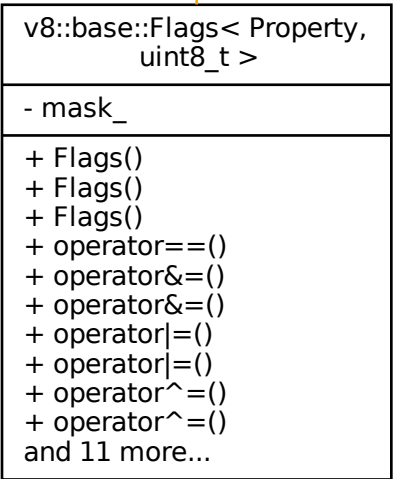 v8::base::Flags< Property,
uint8_t >
- mask_
+ Flags()
+ Flags()
+ Flags()
+ operator==()
+ operator&=()
+ operator&=()
+ operator|=()
+ operator|=()
+ operator^=()
+ operator^=()
and 11 more...